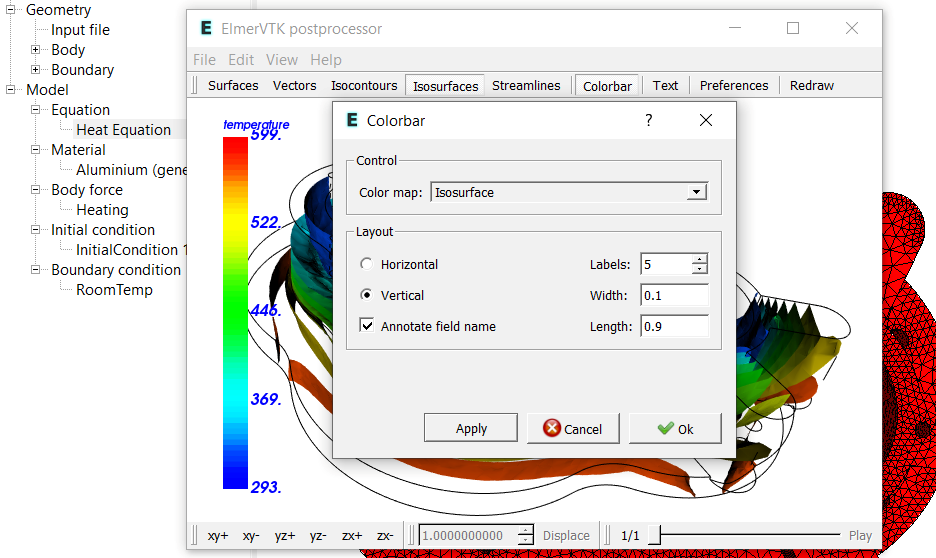 Geometry
Input file
Body
Boundary
Model
Equation
Heat Equation
Material
Aluminium (gene
Body force
Heating
Initial condition
InitialCondition 1
Boundary condition
RoomTemp
E ElmerVTK postprocessor
File Edit View Help
Surfaces Vectors Isocontours Isosurfaces Streamlines Colorbar Text Preferences Redraw
temperature
599.
522.
446.
369.
293.
E Colorbar ?
Control
Color map: Isosurface
Layout
Horizontal Labels: 5
Vertical Width: 0.1
Annotate field name Length: 0.9
Apply Cancel Ok
xy+ xy- yz+ yz- zx+ zx- 1.0000000000 Displace 1/1 Play